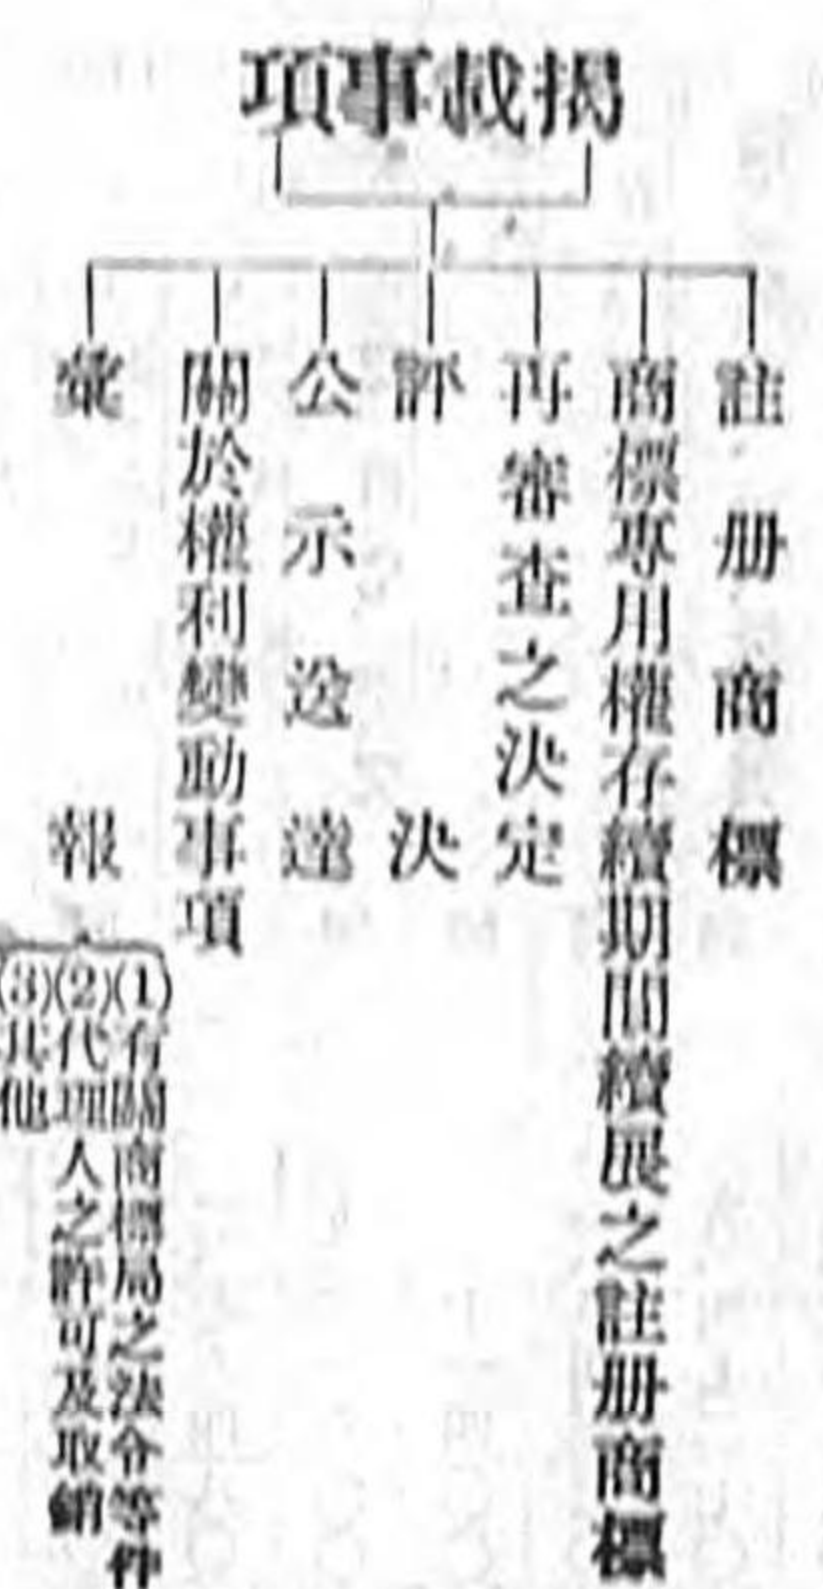 揭載事項
註册商標
商標專用權存續期間續展之註册商標
再審查之決定
評決
公示送達
關於權利變動事項
彙報
(1)有關商標局之法令等件
(2)代理人之許可及取銷
(3)其他